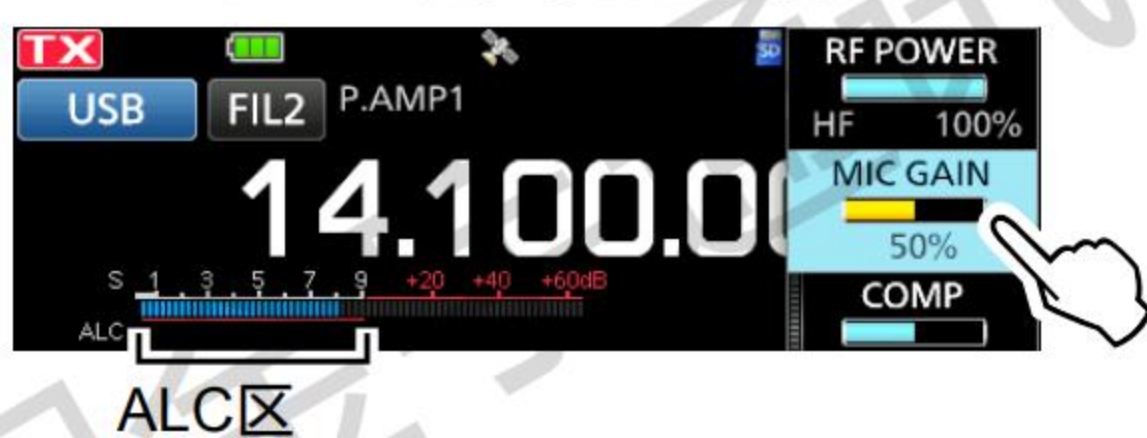 TX SD
USB FIL2 P.AMP1
14.100.00
S 1 3 5 7 9 +20 +40 +60dB
ALC
RF POWER
HF 100%
MIC GAIN
50%
COMP
ALC区